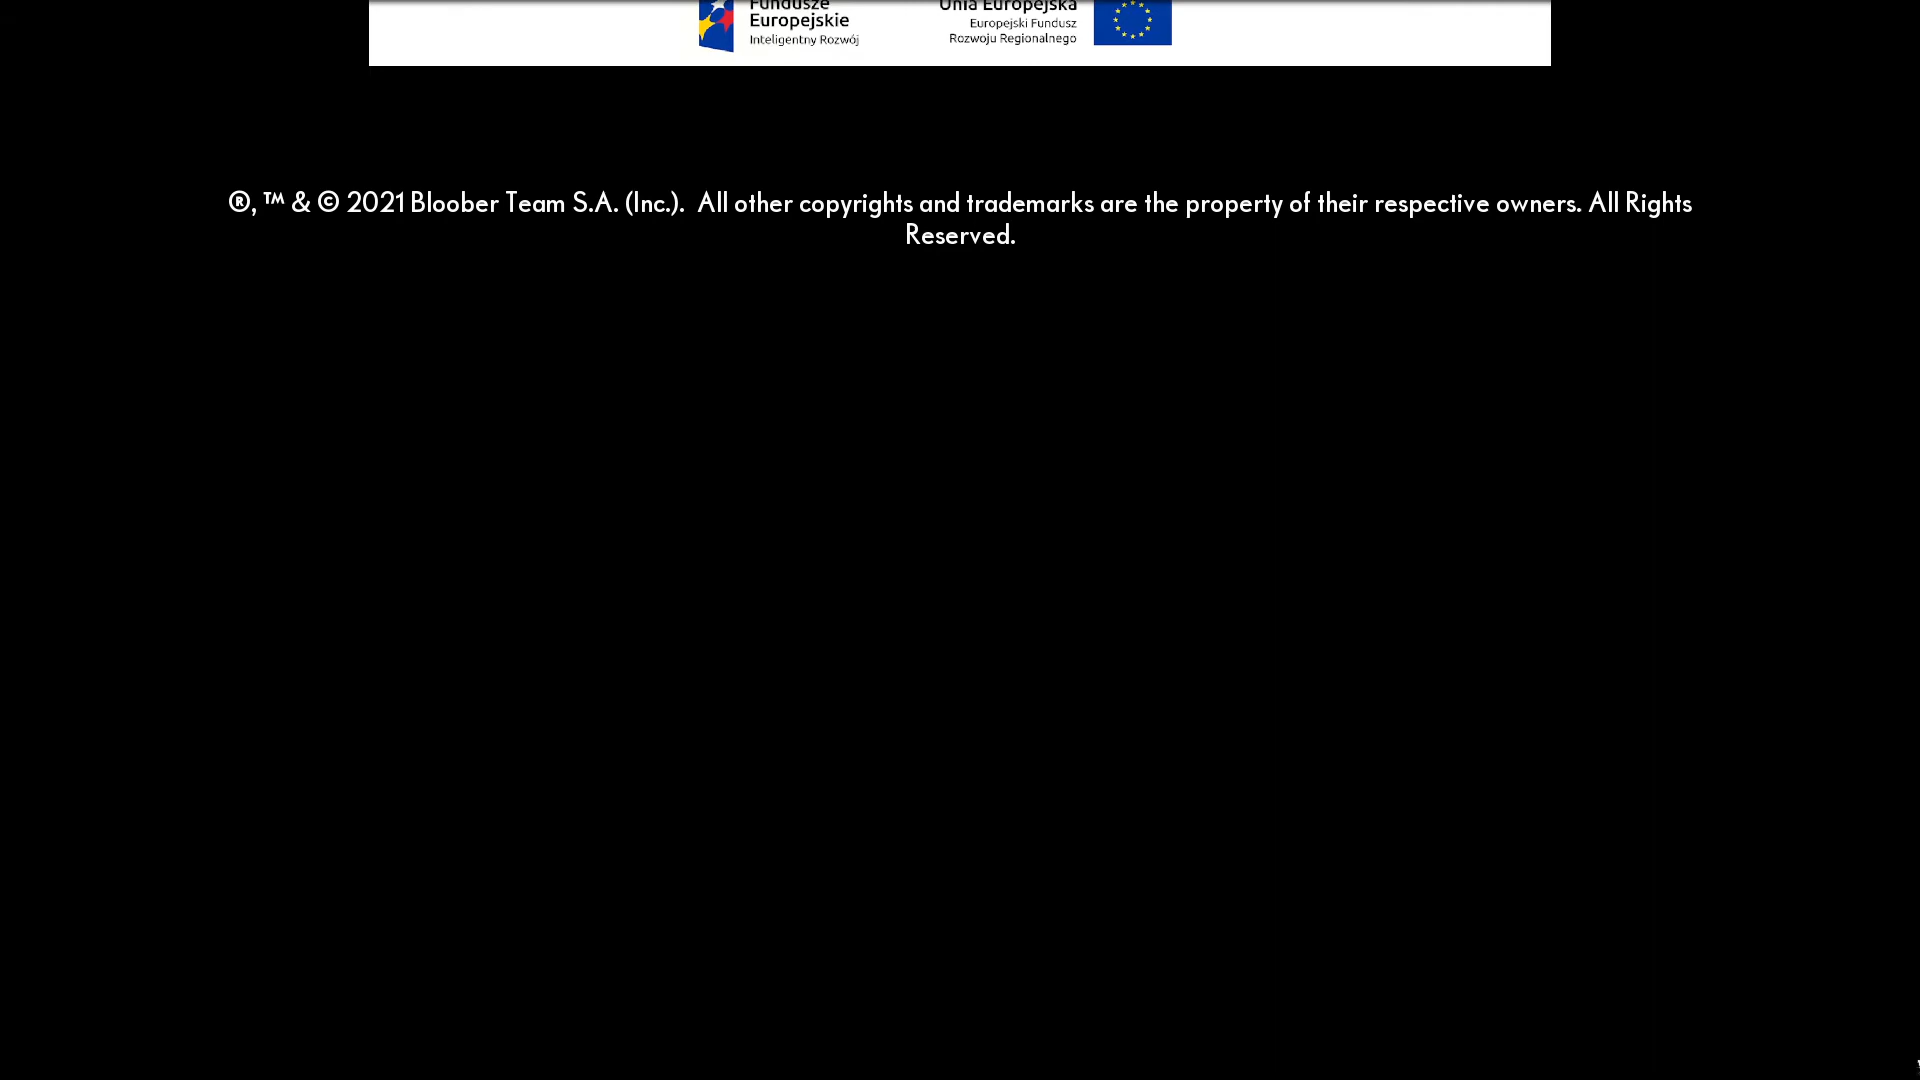 Fundusze
Europejskie
Inteligentny Rozwój
Unia Europejska
Europejski Fundusz
Rozwoju Regionalnego
®, ™ & © 2021 Bloober Team S.A. (Inc.).  All other copyrights and trademarks are the property of their respective owners. All Rights
Reserved.